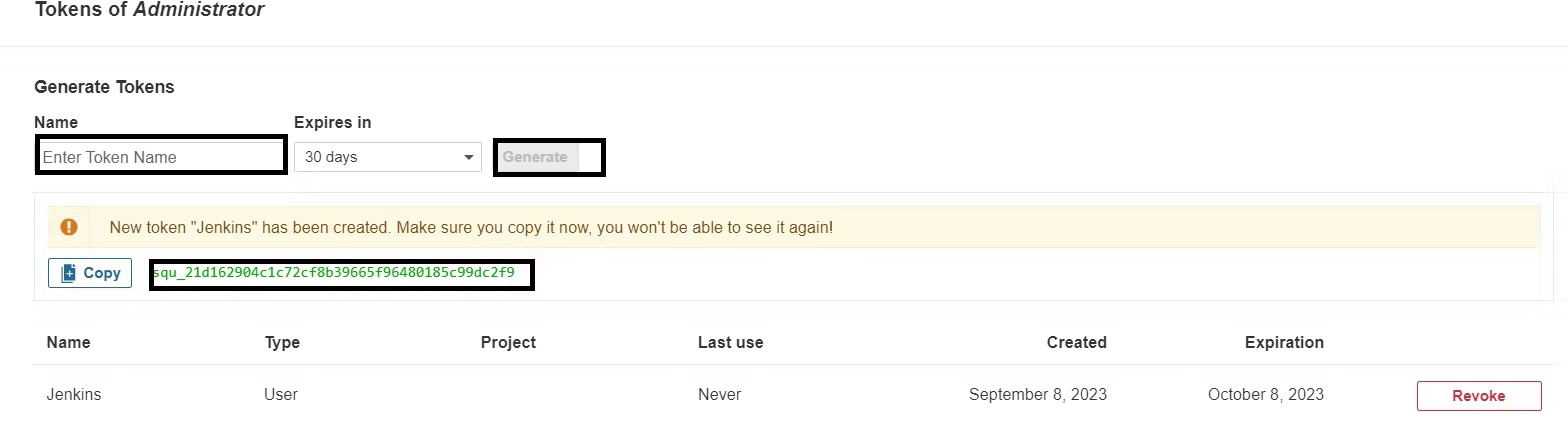 Tokens of Administrator
Generate Tokens
Name Expires in
Enter Token Name 30 days Generate
New token "Jenkins" has been created. Make sure you copy it now, you won't be able to see it again!
Copy squ_21d162904c1c72cf8b39665f96480185c99dc2f9
Name Type Project Last use Created Expiration
Jenkins User Never September 8, 2023 October 8, 2023 Revoke